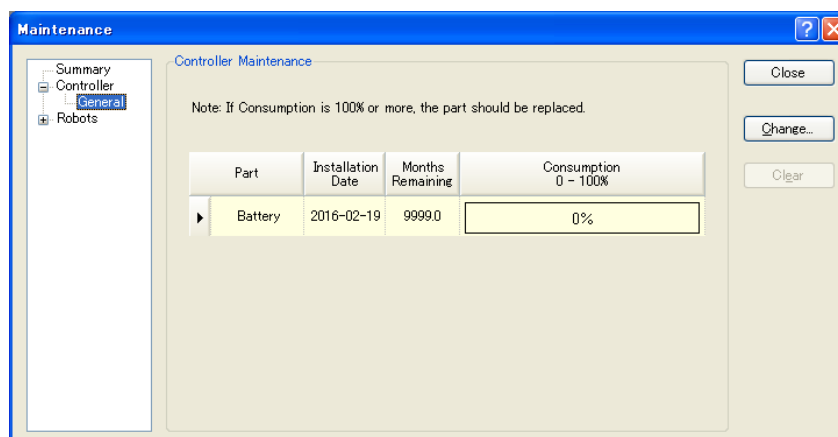 Maintenance
Summary
Controller
General
Robots
Controller Maintenance
Note: If Consumption is 100% or more, the part should be replaced.
Part
Installation
Date
Months
Remaining
Consumption
0 - 100%
Battery 2016-02-19 9999.0 0%
Close
Change...
Clear